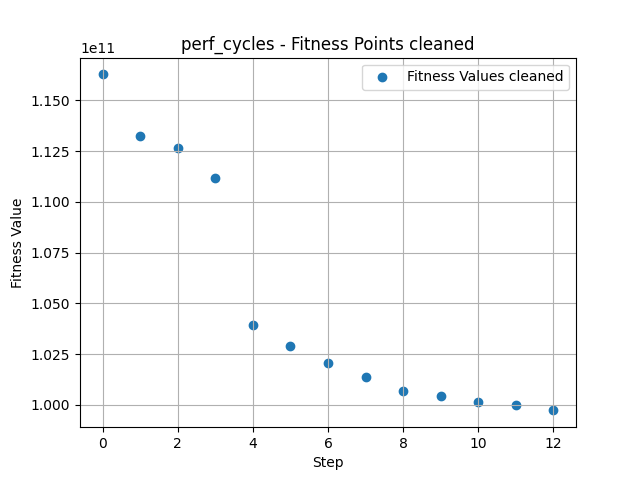 perf_cycles - Fitness Points cleaned
1e11
Fitness Values cleaned
1.150
1.125
1.100
1.075
1.050
1.025
1.000
Fitness Value
0 2 4 6 8 10 12
Step